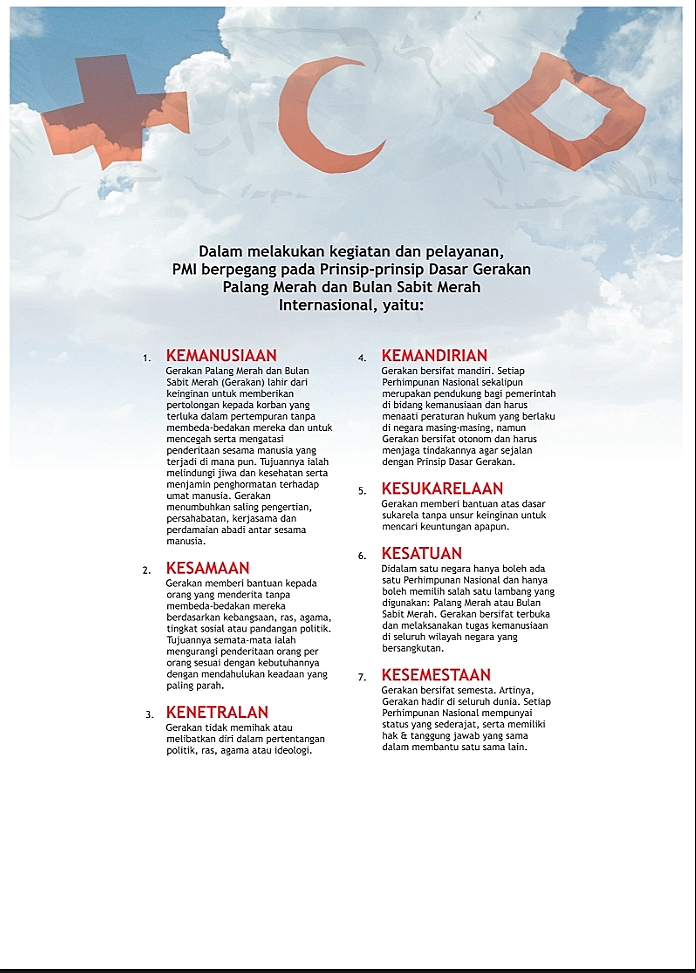 Dalam melakukan kegiatan dan pelayanan,
PMI berpegang pada Prinsip-prinsip Dasar Gerakan
Palang Merah dan Bulan Sabit Merah
Internasional, yaitu:
1. KEMANUSIAAN
Gerakan Palang Merah dan Bulan
Sabit Merah (Gerakan) lahir dari
keinginan untuk memberikan
pertolongan kepada korban yang
terluka dalam pertempuran tanpa
membeda-bedakan mereka dan untuk
mencegah serta mengatasi
penderitaan sesama manusia yang
terjadi di mana pun. Tujuannya ialah
melindungi jiwa dan kesehatan serta
menjamin penghormatan terhadap
umat manusia. Gerakan
menumbuhkan saling pengertian,
persahabatan, kerjasama dan
perdamaian abadi antar sesama
manusia.
2. KESAMAAN
Gerakan memberi bantuan kepada
orang yang menderita tanpa
membeda-bedakan mereka
berdasarkan kebangsaan, ras, agama,
tingkat sosial atau pandangan politik.
Tujuannya semata-mata ialah
mengurangi penderitaan orang per
orang sesuai dengan kebutuhannya
dengan mendahulukan keadaan yang
paling parah.
3. KENETRALAN
Gerakan tidak memihak atau
melibatkan diri dalam pertentangan
politik, ras, agama atau ideologi.
4. KEMANDIRIAN
Gerakan bersifat mandiri. Setiap
Perhimpunan Nasional sekalipun
merupakan pendukung bagi pemerintah
di bidang kemanusiaan dan harus
menaati peraturan hukum yang berlaku
di negara masing-masing, namun
Gerakan bersifat otonom dan harus
menjaga tindakannya agar sejalan
dengan Prinsip Dasar Gerakan.
5. KESUKARELAAN
Gerakan memberi bantuan atas dasar
sukarela tanpa unsur keinginan untuk
mencari keuntungan apapun.
6. KESATUAN
Didalam satu negara hanya boleh ada
satu Perhimpunan Nasional dan hanya
boleh memilih salah satu lambang yang
digunakan: Palang Merah atau Bulan
Sabit Merah. Gerakan bersifat terbuka
dan melaksanakan tugas kemanusiaan
di seluruh wilayah negara yang
bersangkutan.
7. KESEMESTAAN
Gerakan bersifat semesta. Artinya,
Gerakan hadir di seluruh dunia. Setiap
Perhimpunan Nasional mempunyai
status yang sederajat, serta memiliki
hak & tanggung jawab yang sama
dalam membantu satu sama lain.